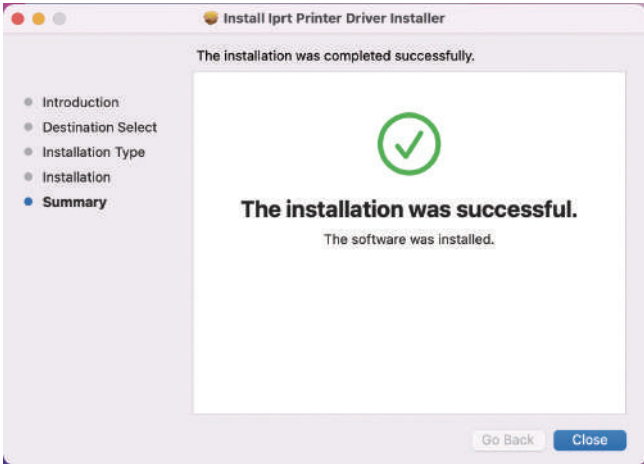 Install Iprt Printer Driver Installer
The installation was completed successfully.
Introduction
Destination Select
Installation Type
Installation
Summary
The installation was successful.
The software was installed.
Go Back
Close